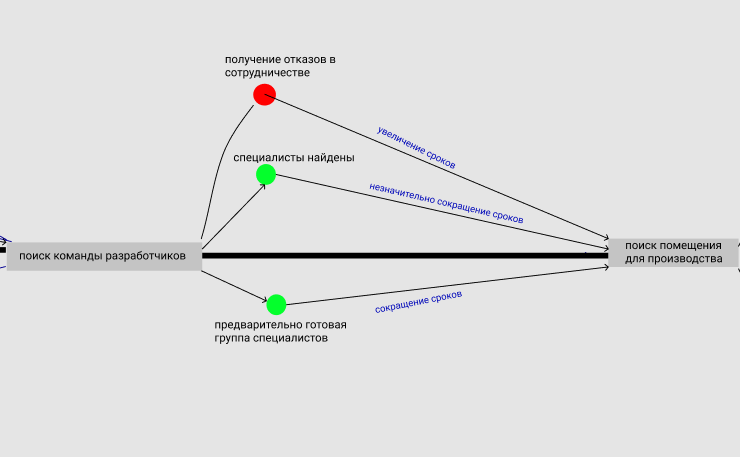 получение отказов в
сотрудничестве
увеличение сроков
специалисты найдены
незначительно сокращение сроков
поиск команды разработчиков
поиск помещения
для производства
сокращение сроков
предварительно готовая
группа специалистов